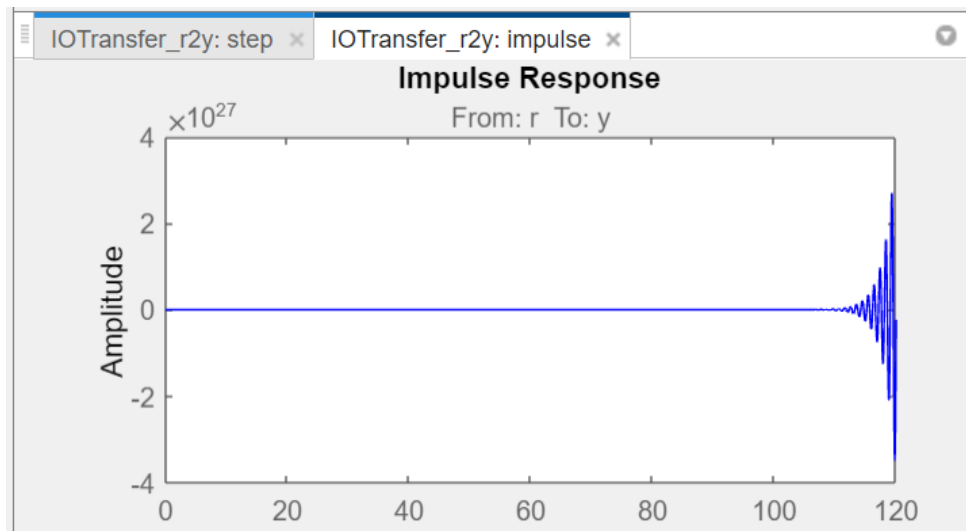 IOTransfer_r2y: step × IOTransfer_r2y: impulse ×
Impulse Response
×10^27 From: r To: y
4
2
0
-2
-4
Amplitude
0 20 40 60 80 100 120